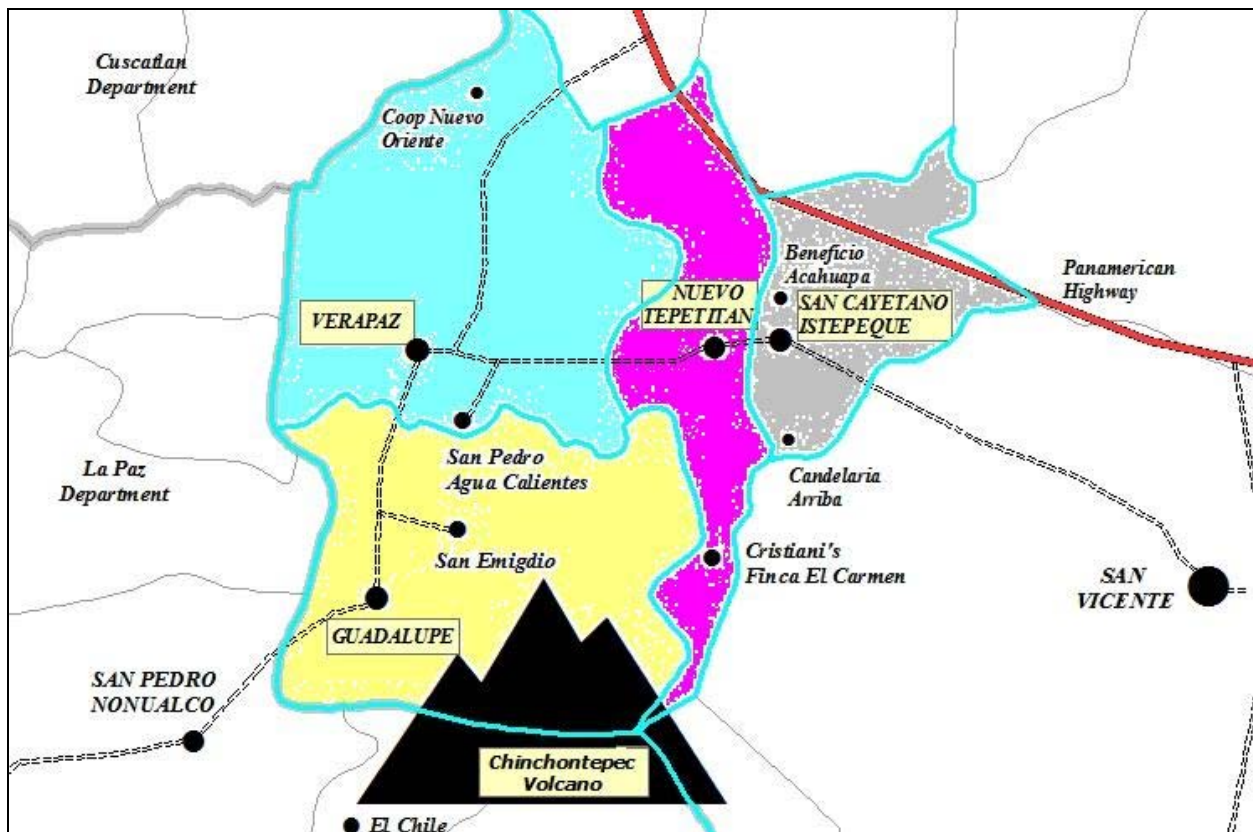 Cuscatlan
Department
Coop Nuevo
Oriente
Beneficio
Acahuapa
Panamerican
Highway
NUEVO
TEPETITAN
SAN CAYETANO
ISTEPEQUE
VERAPAZ
La Paz
Department
San Pedro
Agua Calientes
Candelaria
Arriba
San Emigdio
Cristiani's
Finca El Carmen
SAN
VICENTE
GUADALUPE
SAN PEDRO
NONUALCO
Chinchontepec
Volcano
El Chile